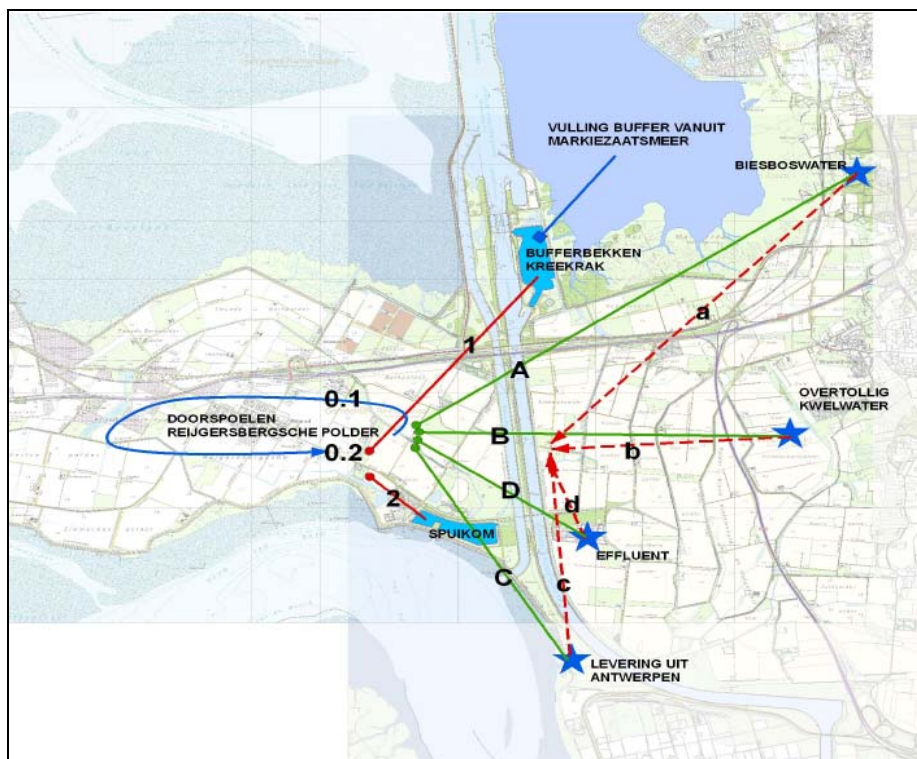 VULLING BUFFER VANUIT
MARKIEZAATSMEER
BIESBOSWATER
BUFFERBEKKEN
KREEKRAK
a
1
A
0.1
OVERTOLLIG
KWELWATER
DOORSPOELEN
REIJGERSBERGSCHE POLDER
0.2
B
b
D
d
2
SPUIKOM
EFFLUENT
C
c
LEVERING UIT
ANTWERPEN